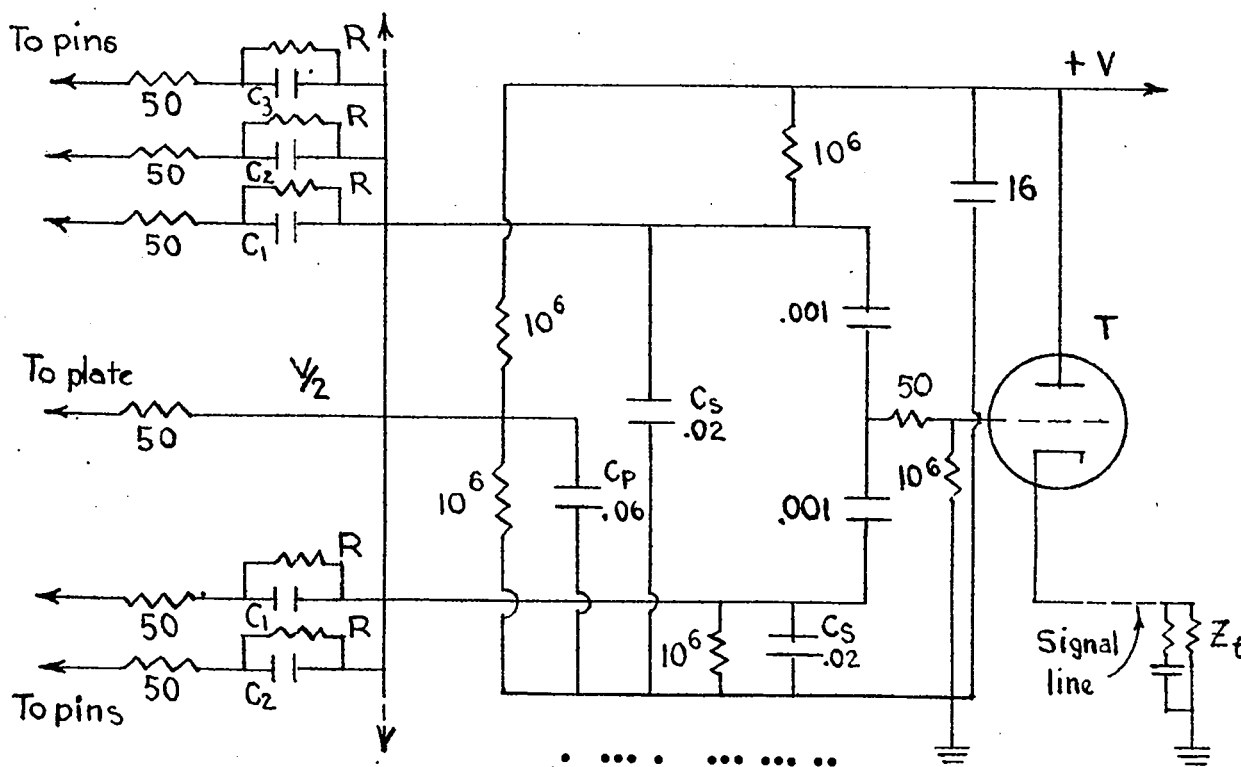 To pins
R
50
C3
R
50
C2
R
50
C1
+ V
10^6
16
10^6
.001
T
To plate
V/2
50
Cs
.02
50
10^6
Cp
.06
10^6
.001
R
50
C1
R
50
C2
To pins
10^6
Cs
.02
Signal
line
Zt